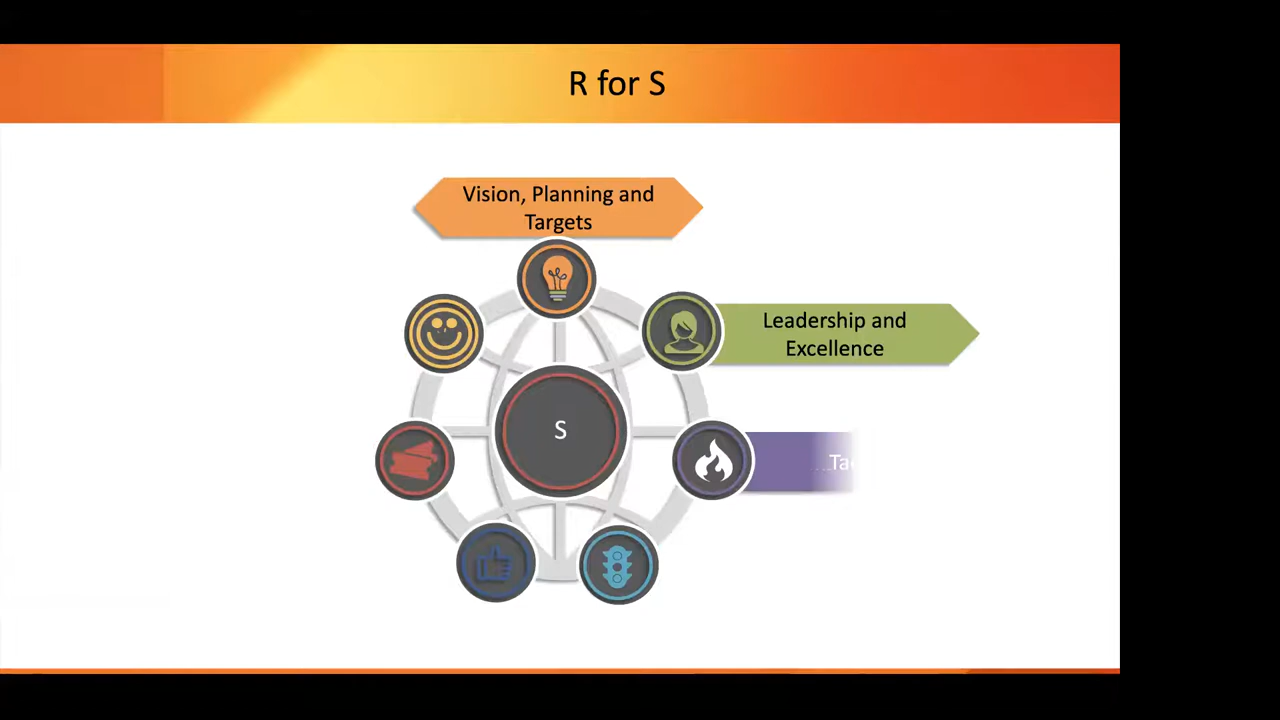 R for S
Vision, Planning and
Targets
Leadership and
Excellence
S